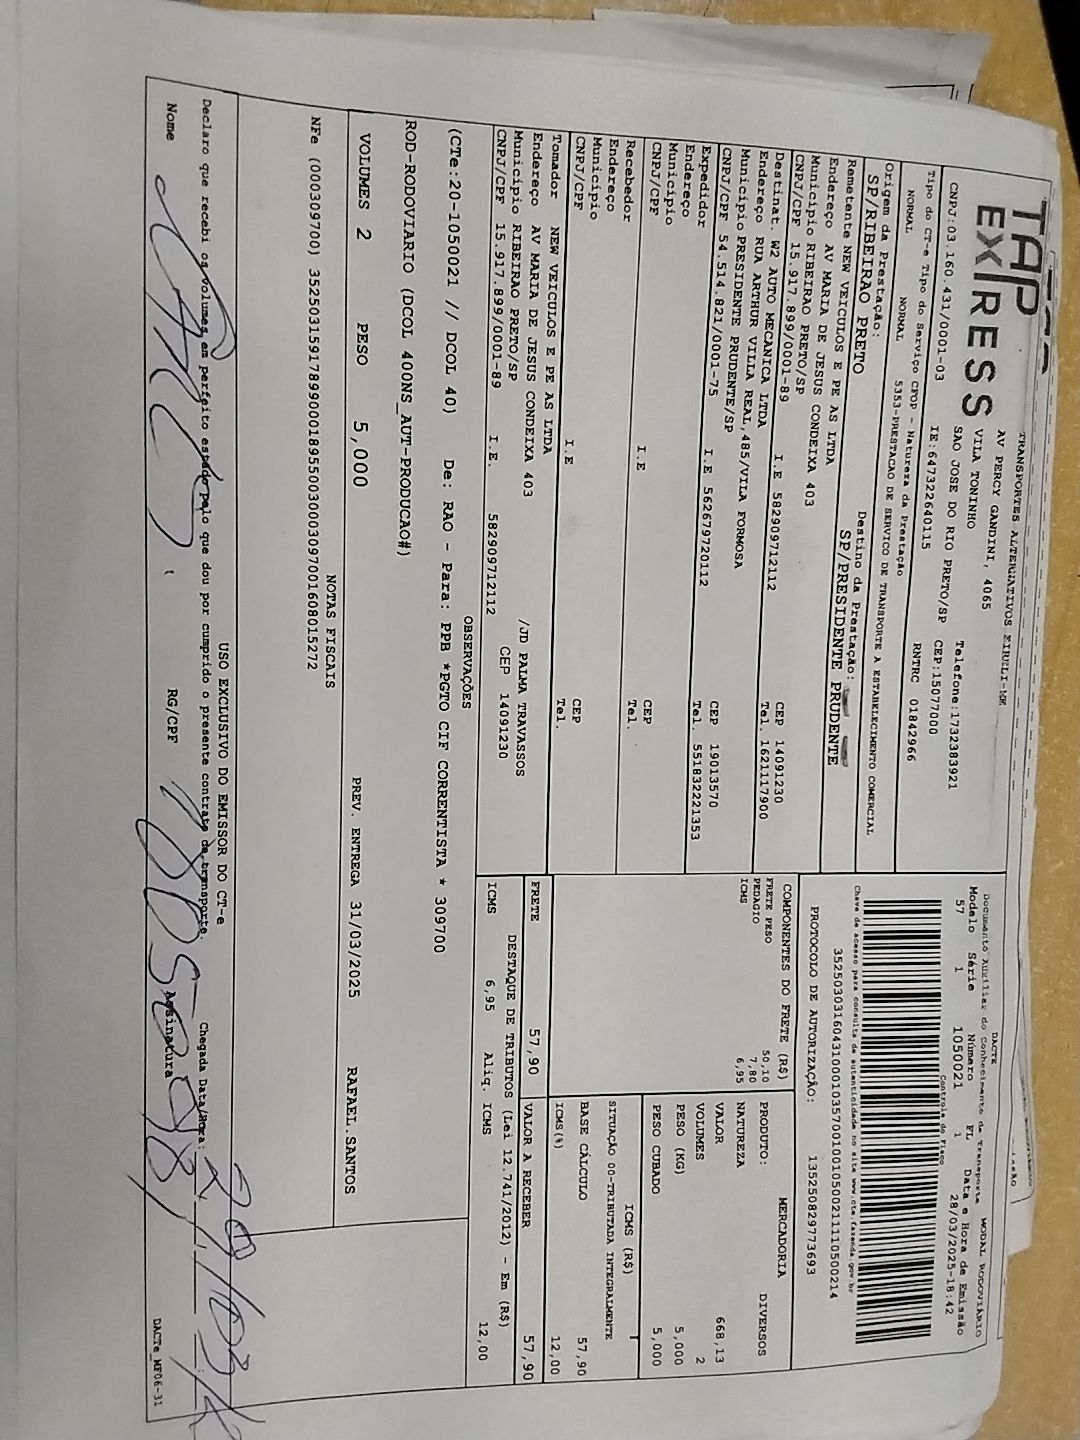 TAP
EXPRESS
TRANSPORTES ALTERNATIVOS EIRELI-ME
AV PERCY GANDINI, 4065
VILA TONINHO
SAO JOSE DO RIO PRETO/SP
Telefone:1732383921
CEP:15077000
CNPJ:03.160.431/0001-03 IE:647322640115 RNTRC 01842966
Tipo do CT-e Tipo do Serviço CFOP - Natureza da Prestação
NORMAL NORMAL 5353-PRESTACAO DE SERVICO DE TRANSPORTE A ESTABELECIMENTO COMERCIAL
Origem da Prestação: Destino da Prestação:
SP/RIBEIRAO PRETO SP/PRESIDENTE PRUDENTE
Remetente NEW VEICULOS E PE AS LTDA
Endereço AV MARIA DE JESUS CONDEIXA 403
Município RIBEIRAO PRETO/SP CEP 14091230
CNPJ/CPF 15.917.899/0001-89 I.E 582909712112 Tel. 1621117900
Destinat. W2 AUTO MECANICA LTDA
Endereço RUA ARTHUR VILLA REAL,485/VILA FORMOSA
Município PRESIDENTE PRUDENTE/SP CEP 19013570
CNPJ/CPF 54.514.821/0001-75 I.E 562679720112 Tel. 551832221353
Expedidor
Endereço
Município CEP
CNPJ/CPF I.E Tel.
Recebedor
Endereço
Município CEP
CNPJ/CPF I.E Tel.
Tomador NEW VEICULOS E PE AS LTDA
Endereço AV MARIA DE JESUS CONDEIXA 403 /JD PALMA TRAVASSOS
Município RIBEIRAO PRETO/SP CEP 14091230
CNPJ/CPF 15.917.899/0001-89 I.E. 582909712112
DACTE MODAL RODOVIÁRIO
Documento Auxiliar do Conhecimento de Transporte
Modelo Série Número FL Data e Hora de Emissão
57 1 1050021 1 28/03/2025-18:42
Controle do Fisco
Chave de acesso para consulta de autenticidade no site www.cte.fazenda.gov.br
35250303160431000103570010010500211110500214
PROTOCOLO DE AUTORIZAÇÃO: 135250829773693
COMPONENTES DO FRETE (R$)
FRETE PESO 50,10
PEDAGIO 7,80
ICMS 6,95
PRODUTO: MERCADORIA
NATUREZA DIVERSOS
VALOR 668,13
VOLUMES 2
PESO (KG) 5,000
PESO CUBADO 5,000
ICMS (R$)
SITUAÇÃO 00-TRIBUTADA INTEGRALMENTE
BASE CÁLCULO 57,90
ICMS(%) 12,00
FRETE 57,90 VALOR A RECEBER 57,90
DESTAQUE DE TRIBUTOS (Lei 12.741/2012) - Em (R$)
ICMS 6,95 Aliq. ICMS 12,00
OBSERVAÇÕES
(CTe:20-1050021 // DCOL 40) De: RAO - Para: PPB *PGTO CIF CORRENTISTA * 309700
ROD-RODOVIARIO (DCOL 400NS_AUT-PRODUCAO#)
VOLUMES 2 PESO 5,000 PREV. ENTREGA 31/03/2025 RAFAEL.SANTOS
NOTAS FISCAIS
NFe (000309700) 35250315917899000189550030003097001608015272
USO EXCLUSIVO DO EMISSOR DO CT-e
Declaro que recebi os volumes em perfeito estado pelo que dou por cumprido o presente contrato de transporte. Chegada Data/Hora:
Nome RG/CPF Assinatura
DACTe_MF06-31